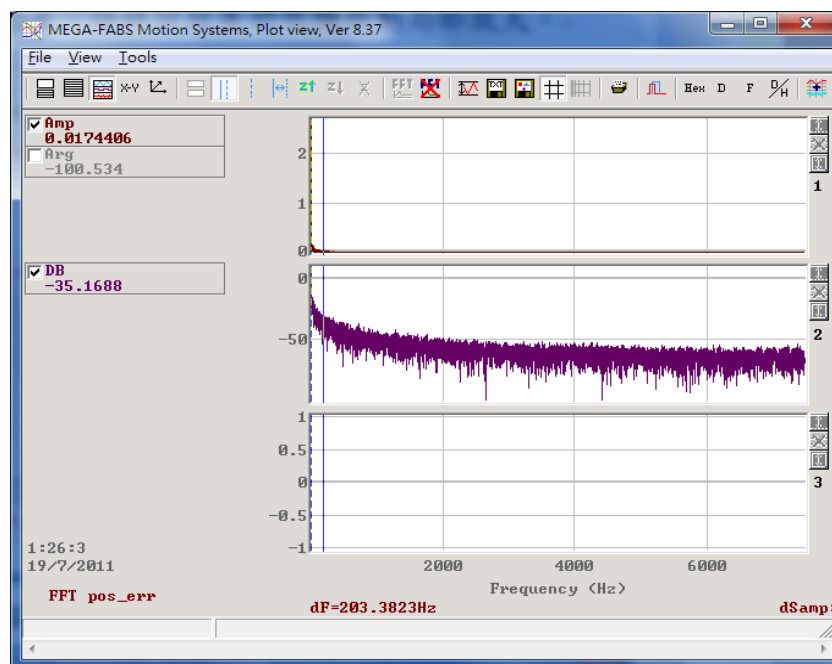 MEGA-FABS Motion Systems, Plot view, Ver 8.37
File View Tools
X-Y FFT TXT Hex D F D/H
Amp
0.0174406
Arg
-100.534
2
1
0
1
DB
-35.1688
0
-50
2
1
0.5
0
-0.5
-1
3
2000 4000 6000
Frequency (Hz)
1:26:3
19/7/2011
FFT pos_err
dF=203.3823Hz
dSamp: